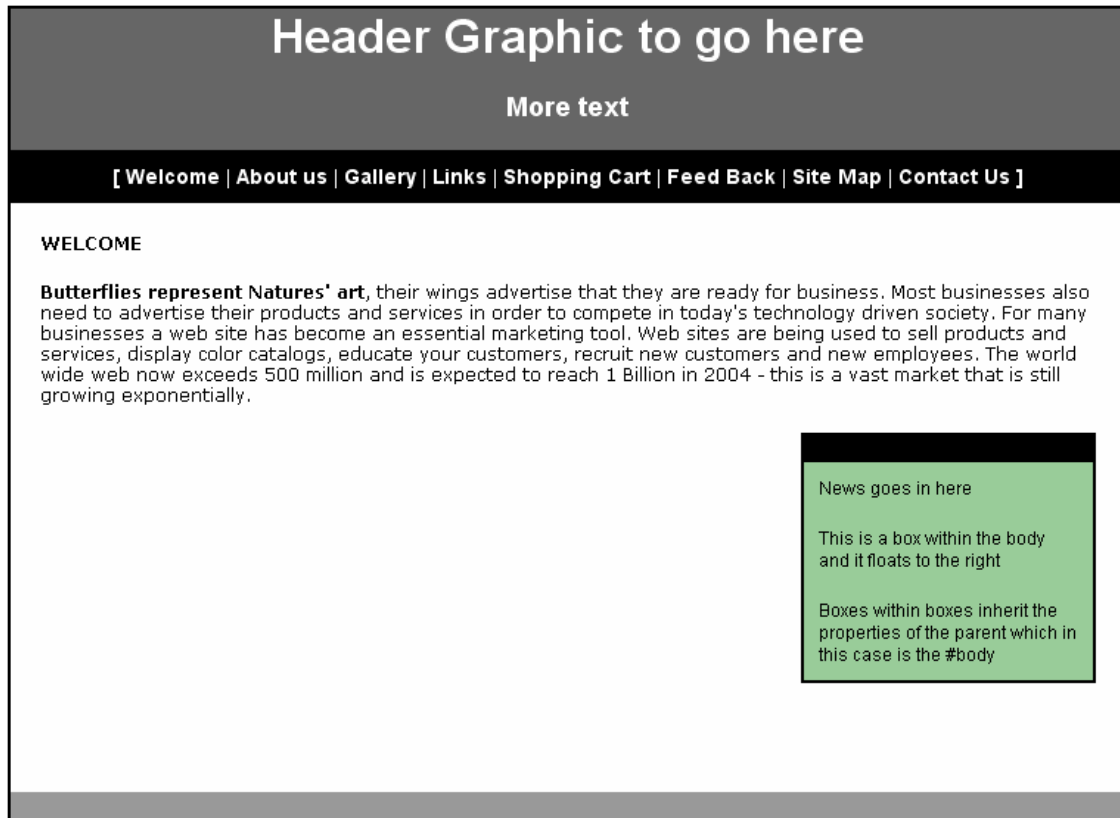 Header Graphic to go here
More text
[ Welcome | About us | Gallery | Links | Shopping Cart | Feed Back | Site Map | Contact Us ]
WELCOME
Butterflies represent Natures' art, their wings advertise that they are ready for business. Most businesses also
need to advertise their products and services in order to compete in today's technology driven society. For many
businesses a web site has become an essential marketing tool. Web sites are being used to sell products and
services, display color catalogs, educate your customers, recruit new customers and new employees. The world
wide web now exceeds 500 million and is expected to reach 1 Billion in 2004 - this is a vast market that is still
growing exponentially.
News goes in here
This is a box within the body
and it floats to the right
Boxes within boxes inherit the
properties of the parent which in
this case is the #body